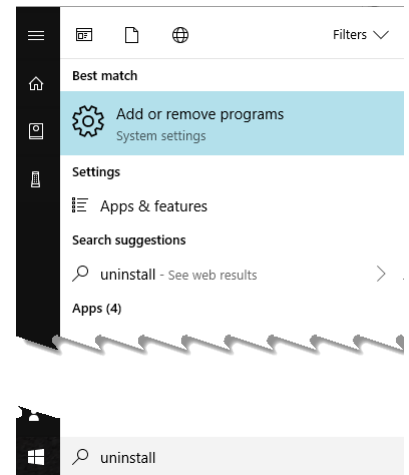 Filters
Best match
Add or remove programs
System settings
Settings
Apps & features
Search suggestions
uninstall - See web results
Apps (4)
uninstall